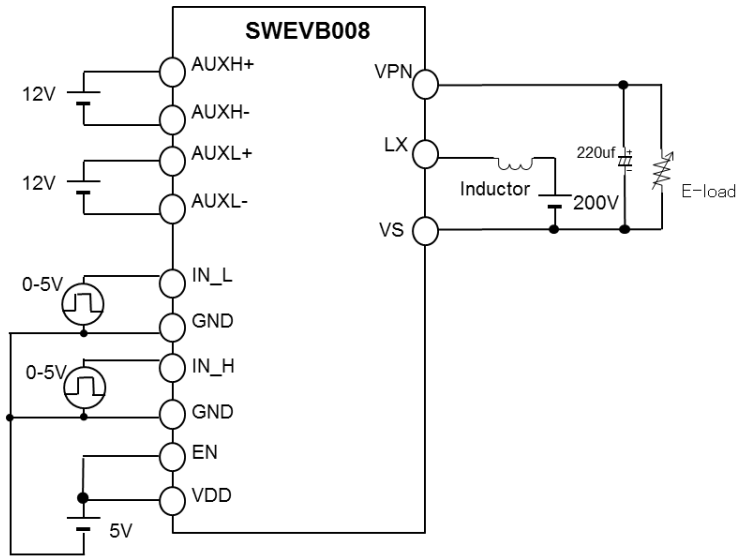 SWEVB008
AUXH+
12V
AUXH-
AUXL+
12V
AUXL-
IN_L
0-5V
GND
IN_H
0-5V
GND
EN
VDD
5V
VPN
LX
220uf
+
-
Inductor
200V
E-load
VS